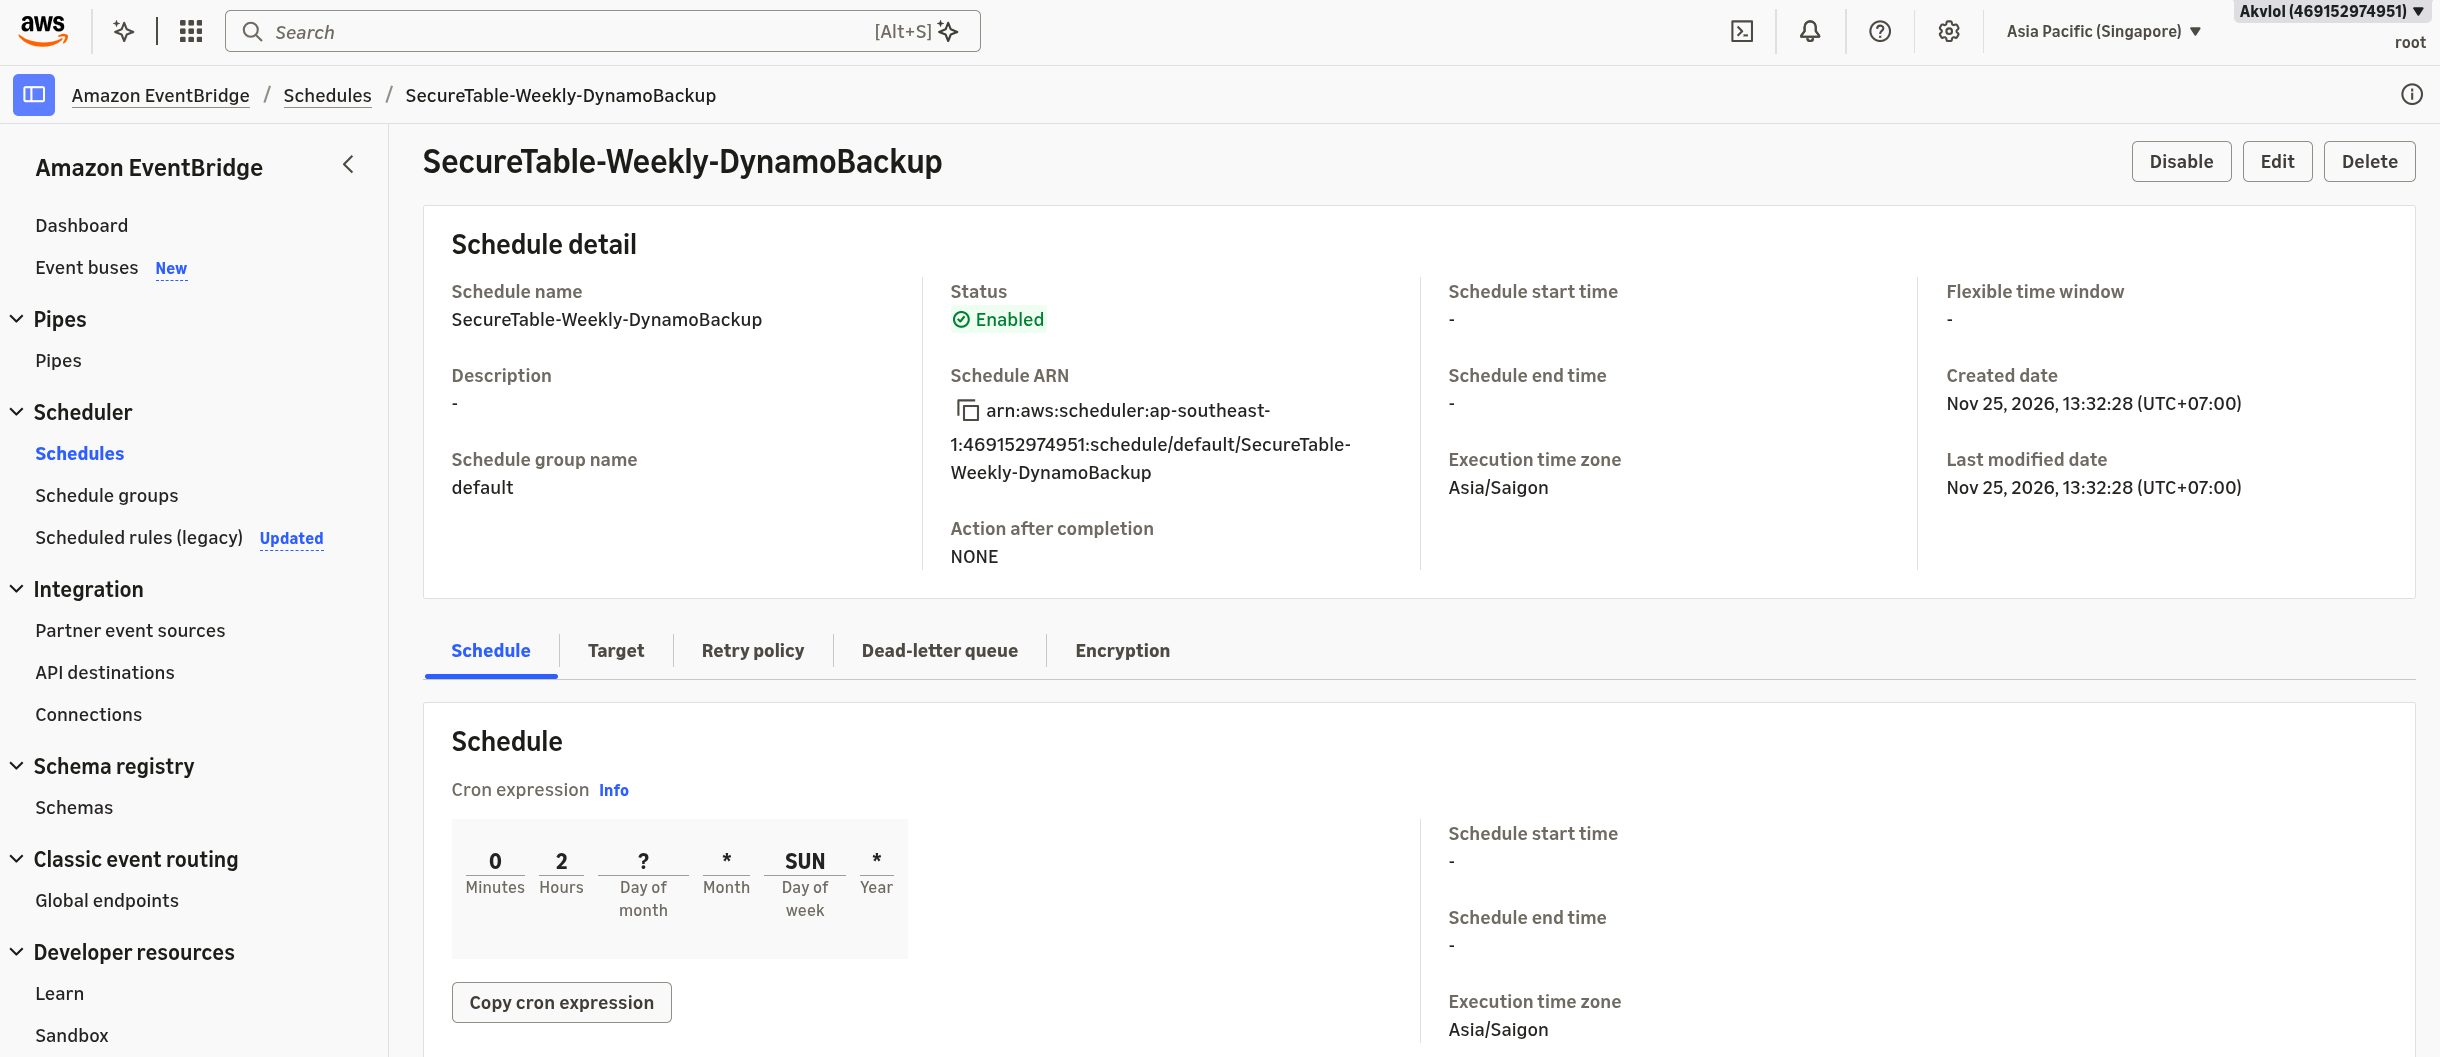 aws
Search
[Alt+S]
Asia Pacific (Singapore)
Akvlol (469152974951)
root
Amazon EventBridge / Schedules / SecureTable-Weekly-DynamoBackup
Amazon EventBridge
Dashboard
Event buses New
Pipes
Pipes
Scheduler
Schedules
Schedule groups
Scheduled rules (legacy) Updated
Integration
Partner event sources
API destinations
Connections
Schema registry
Schemas
Classic event routing
Global endpoints
Developer resources
Learn
Sandbox
SecureTable-Weekly-DynamoBackup
Disable
Edit
Delete
Schedule detail
Schedule name
SecureTable-Weekly-DynamoBackup
Description
-
Schedule group name
default
Status
Enabled
Schedule ARN
arn:aws:scheduler:ap-southeast-
1:469152974951:schedule/default/SecureTable-
Weekly-DynamoBackup
Action after completion
NONE
Schedule start time
-
Schedule end time
-
Execution time zone
Asia/Saigon
Flexible time window
-
Created date
Nov 25, 2026, 13:32:28 (UTC+07:00)
Last modified date
Nov 25, 2026, 13:32:28 (UTC+07:00)
Schedule
Target
Retry policy
Dead-letter queue
Encryption
Schedule
Cron expression Info
0 2 ? * SUN *
Minutes Hours Day of Month Day of Year
month week
Copy cron expression
Schedule start time
-
Schedule end time
-
Execution time zone
Asia/Saigon